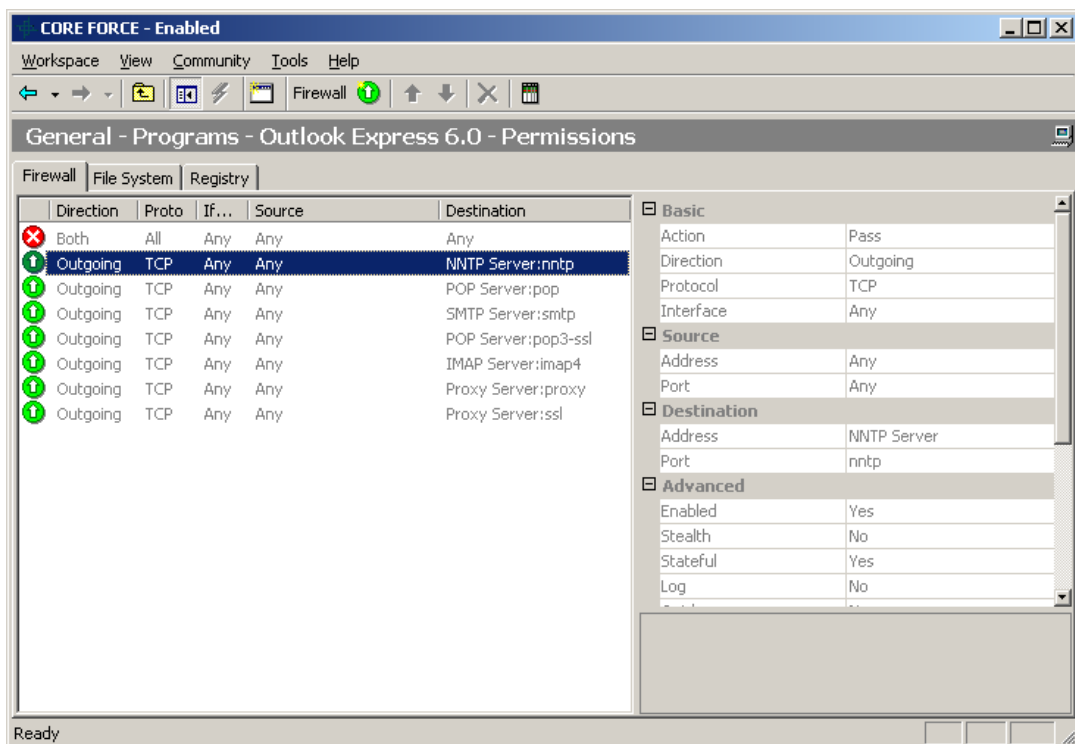 CORE FORCE - Enabled
Workspace View Community Tools Help
Firewall
General - Programs - Outlook Express 6.0 - Permissions
Firewall File System Registry
Direction Proto If... Source Destination
Both All Any Any Any
Outgoing TCP Any Any NNTP Server:nntp
Outgoing TCP Any Any POP Server:pop
Outgoing TCP Any Any SMTP Server:smtp
Outgoing TCP Any Any POP Server:pop3-ssl
Outgoing TCP Any Any IMAP Server:imap4
Outgoing TCP Any Any Proxy Server:proxy
Outgoing TCP Any Any Proxy Server:ssl
Basic
Action Pass
Direction Outgoing
Protocol TCP
Interface Any
Source
Address Any
Port Any
Destination
Address NNTP Server
Port nntp
Advanced
Enabled Yes
Stealth No
Stateful Yes
Log No
Ready